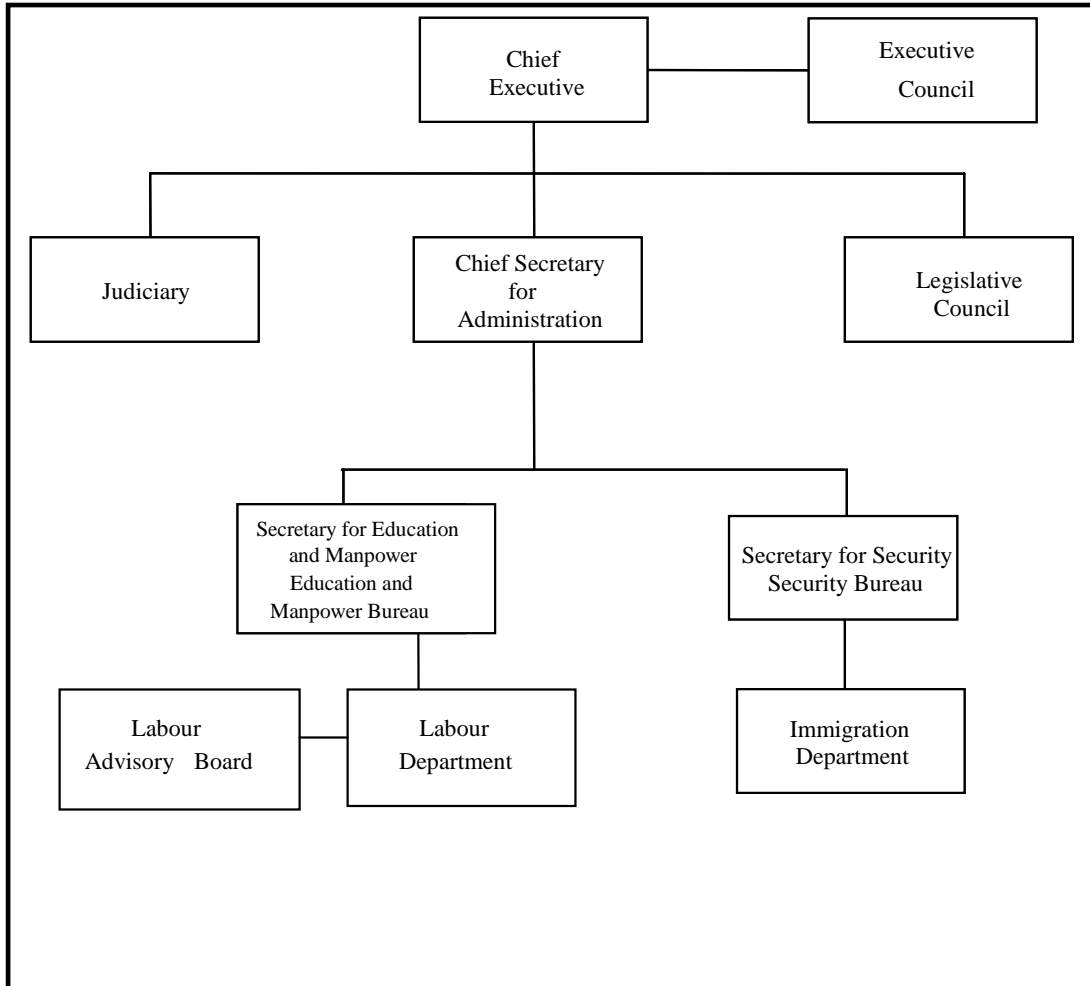 Chief
Executive
Executive
Council
Judiciary
Chief Secretary
for
Administration
Legislative
Council
Secretary for Education
and Manpower
Education and
Manpower Bureau
Secretary for Security
Security Bureau
Labour
Advisory Board
Labour
Department
Immigration
Department